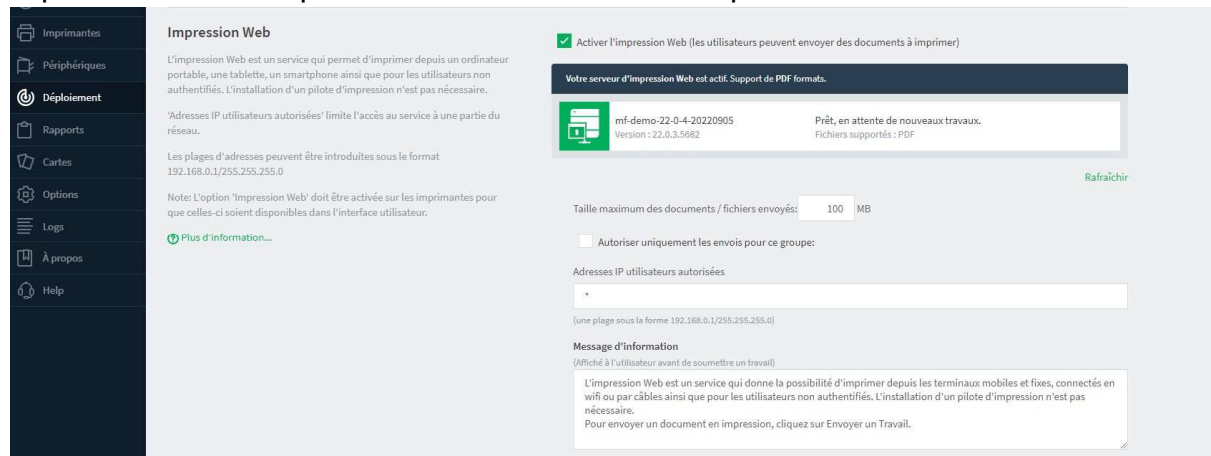 Imprimantes
Périphériques
Déploiement
Rapports
Cartes
Options
Logs
À propos
Help
Impression Web
L'impression Web est un service qui permet d'imprimer depuis un ordinateur
portable, une tablette, un smartphone ainsi que pour les utilisateurs non
authentifiés. L'installation d'un pilote d'impression n'est pas nécessaire.
'Adresses IP utilisateurs autorisées' limite l'accès au service à une partie du
réseau.
Les plages d'adresses peuvent être introduites sous le format
192.168.0.1/255.255.255.0
Note: L'option 'Impression Web' doit être activée sur les imprimantes pour
que celles-ci soient disponibles dans l'interface utilisateur.
Plus d'information...
Activer l'impression Web (les utilisateurs peuvent envoyer des documents à imprimer)
Votre serveur d'impression Web est actif. Support de PDF formats.
mf-demo-22-0-4-20220905
Version : 22.0.3.5682
Prêt, en attente de nouveaux travaux.
Fichiers supportés : PDF
Rafraîchir
Taille maximum des documents / fichiers envoyés: 100 MB
Autoriser uniquement les envois pour ce groupe:
Adresses IP utilisateurs autorisées
*
(une plage sous la forme 192.168.0.1/255.255.255.0)
Message d'information
(Affiché à l'utilisateur avant de soumettre un travail)
L'impression Web est un service qui donne la possibilité d'imprimer depuis les terminaux mobiles et fixes, connectés en
wifi ou par câbles ainsi que pour les utilisateurs non authentifiés. L'installation d'un pilote d'impression n'est pas
nécessaire.
Pour envoyer un document en impression, cliquez sur Envoyer un Travail.